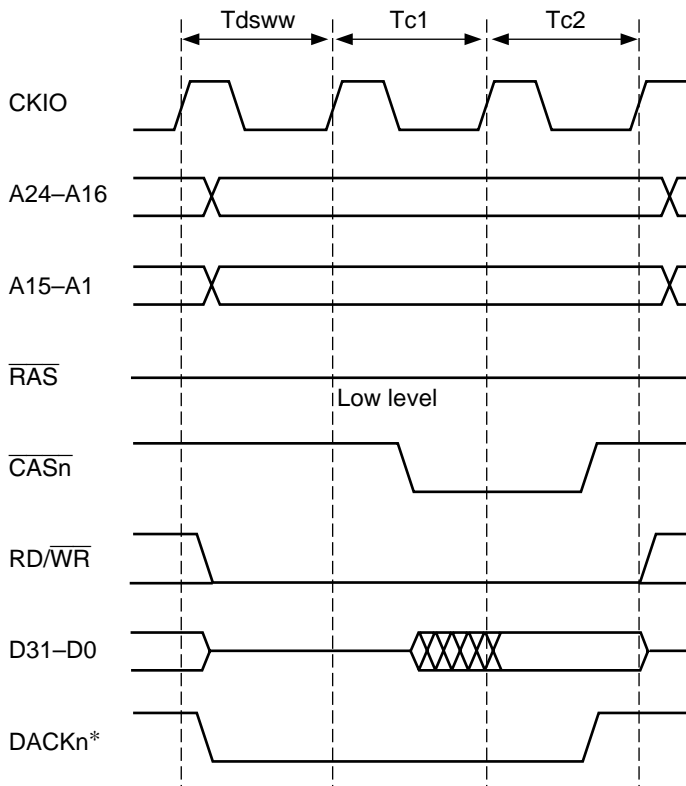 Tdsww Tc1 Tc2
CKIO
A24–A16
A15–A1
RAS
Low level
CASn
RD/WR
D31–D0
DACKn*